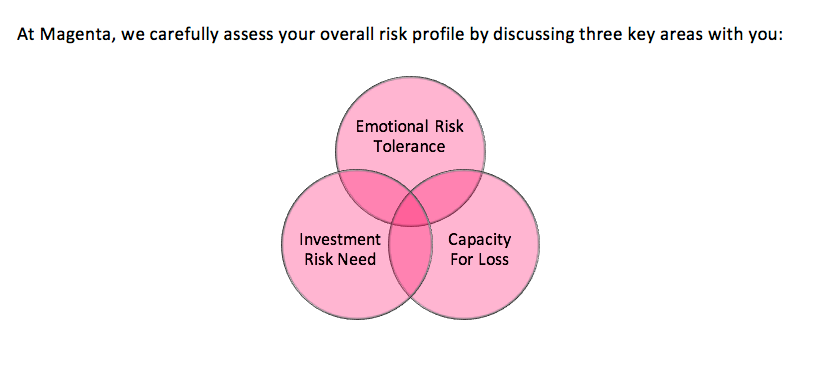 At Magenta, we carefully assess your overall risk profile by discussing three key areas with you:
Emotional Risk
Tolerance
Investment
Risk Need
Capacity
For Loss